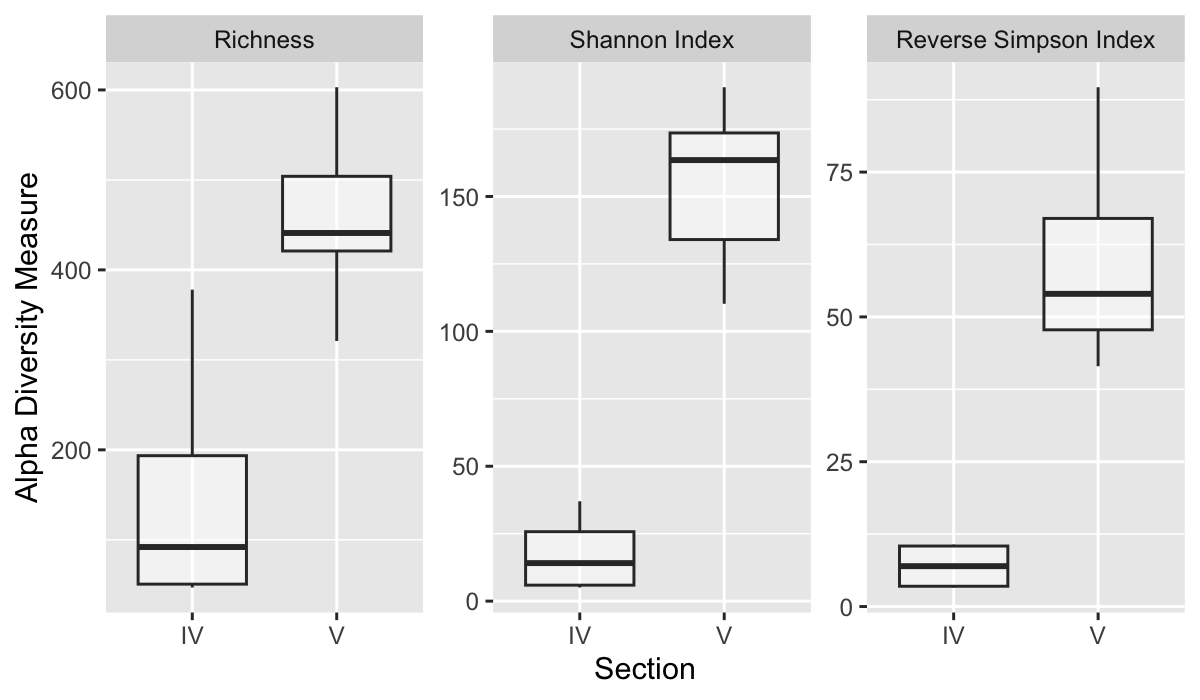 Richness
Shannon Index
Reverse Simpson Index
Alpha Diversity Measure
600
400
200
150
100
50
0
75
50
25
0
IV V
IV V
IV V
Section